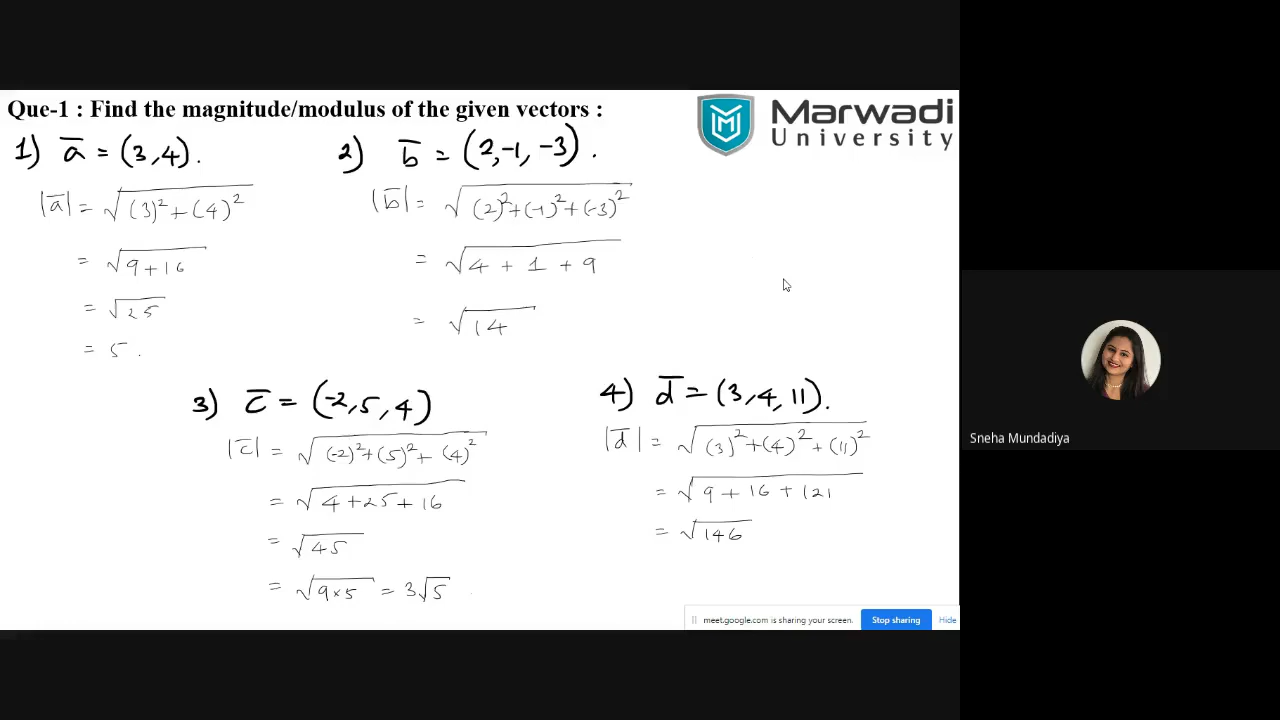 Que-1 : Find the magnitude/modulus of the given vectors :
Marwadi
University
1) a̅ = (3,4).
|a̅| = √((3)² + (4)²)
= √(9+16)
= √25
= 5.
2) b̅ = (2,-1,-3).
|b̅| = √((2)²+(-1)²+(-3)²)
= √(4 + 1 + 9)
= √14
3) c̅ = (-2,5,4)
|c̅| = √((-2)²+(5)²+(4)²)
= √(4+25+16)
= √45
= √(9×5) = 3√5
4) d̅ = (3,4,11).
|d̅| = √((3)²+(4)²+(11)²)
= √(9+16+121)
= √146
Sneha Mundadiya
meet.google.com is sharing your screen.
Stop sharing
Hide